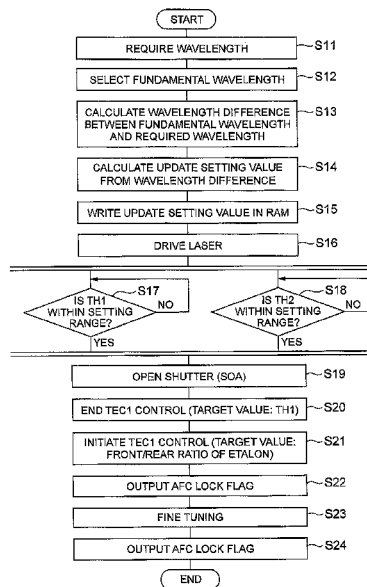 START
REQUIRE WAVELENGTH
S11
SELECT FUNDAMENTAL WAVELENGTH
S12
CALCULATE WAVELENGTH DIFFERENCE
BETWEEN FUNDAMENTAL WAVELENGTH
AND REQUIRED WAVELENGTH
S13
CALCULATE UPDATE SETTING VALUE
FROM WAVELENGTH DIFFERENCE
S14
WRITE UPDATE SETTING VALUE IN RAM
S15
DRIVE LASER
S16
S17
IS TH1
WITHIN SETTING
RANGE?
NO
YES
S18
IS TH2
WITHIN SETTING
RANGE?
NO
YES
OPEN SHUTTER (SOA)
S19
END TEC1 CONTROL (TARGET VALUE: TH1)
S20
INITIATE TEC1 CONTROL (TARGET VALUE:
FRONT/REAR RATIO OF ETALON)
S21
OUTPUT AFC LOCK FLAG
S22
FINE TUNING
S23
OUTPUT AFC LOCK FLAG
S24
END